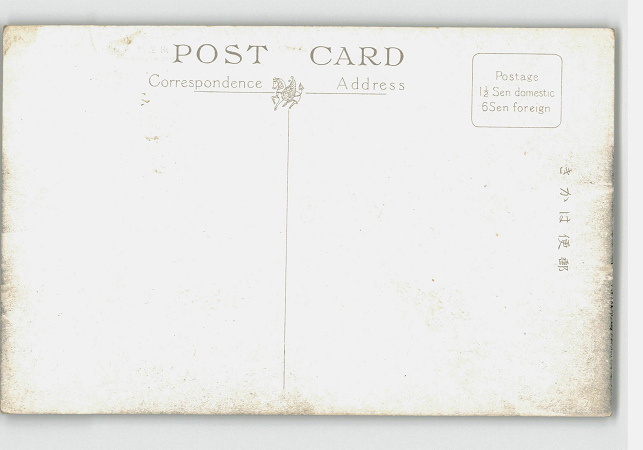 POST CARD
Correspondence Address
Postage
1½ Sen domestic
6Sen foreign
きかは便郵